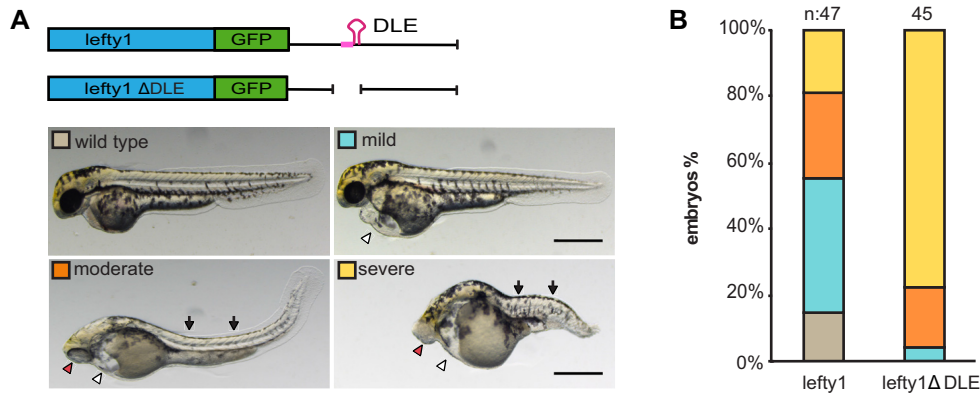 A
lefty1 GFP DLE
lefty1 ΔDLE GFP
wild type
mild
moderate
severe
B
n:47 45
100%
80%
60%
40%
20%
0%
embryos %
lefty1 lefty1Δ DLE